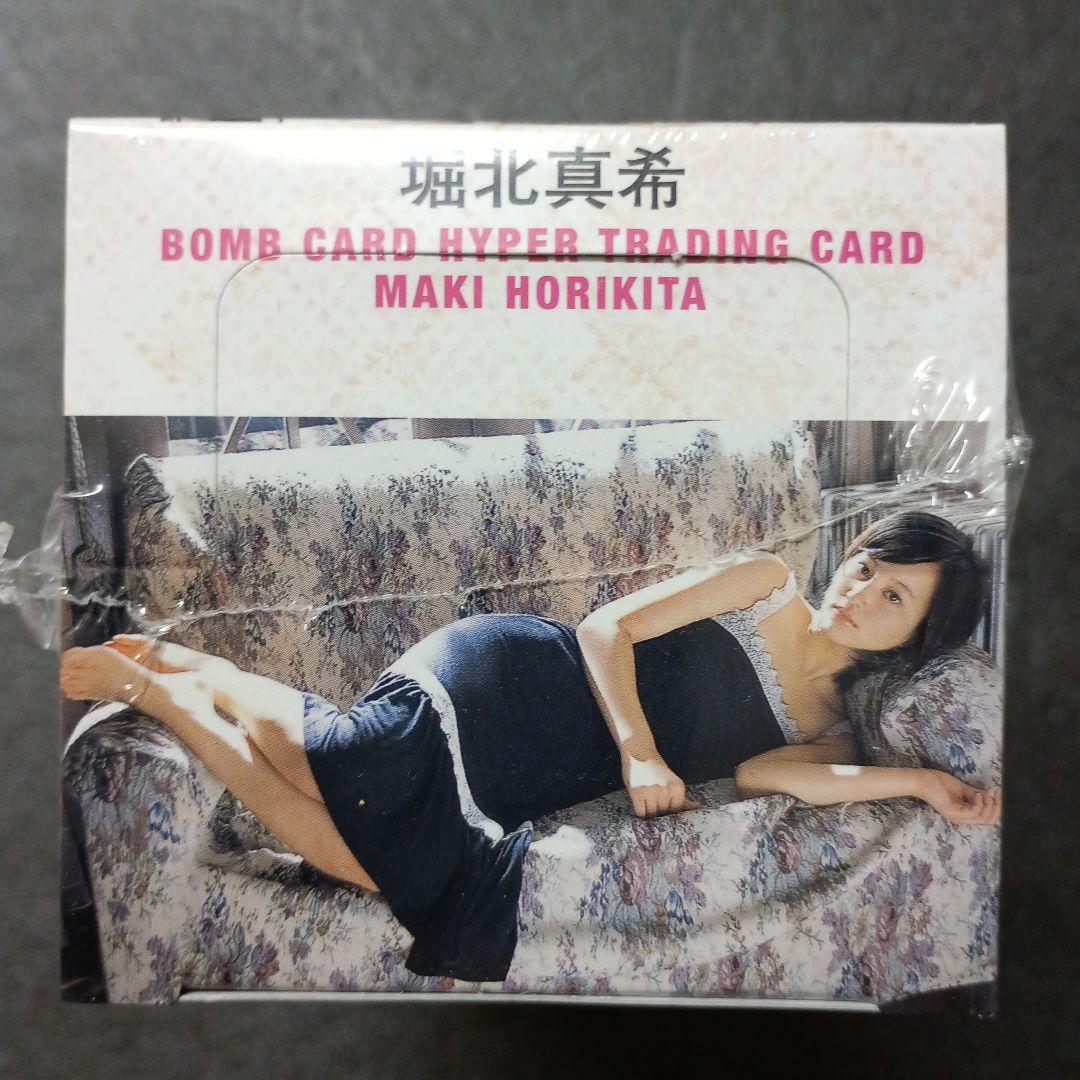 堀北真希
BOMB CARD HYPER TRADING CARD
MAKI HORIKITA